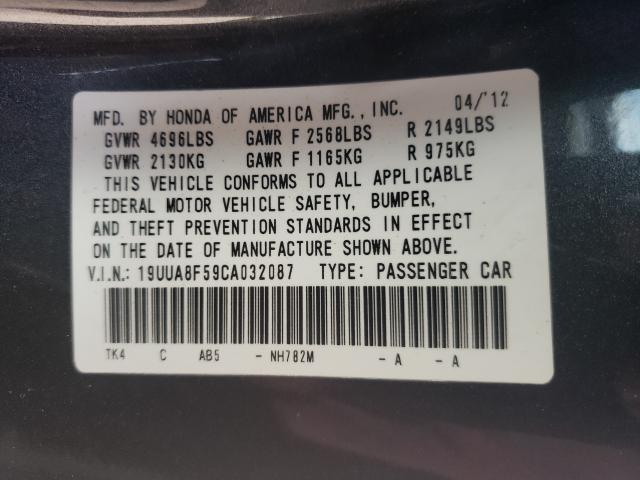 MFD. BY HONDA OF AMERICA MFG., INC. 04/'12
GVWR 4696LBS GAWR F 2568LBS R 2149LBS
GVWR 2130KG GAWR F 1165KG R 975KG
THIS VEHICLE CONFORMS TO ALL APPLICABLE
FEDERAL MOTOR VEHICLE SAFETY, BUMPER,
AND THEFT PREVENTION STANDARDS IN EFFECT
ON THE DATE OF MANUFACTURE SHOWN ABOVE.
V.I.N.: 19UUA8F59CA032087 TYPE: PASSENGER CAR
TK4 C AB5 - NH782M - A - A